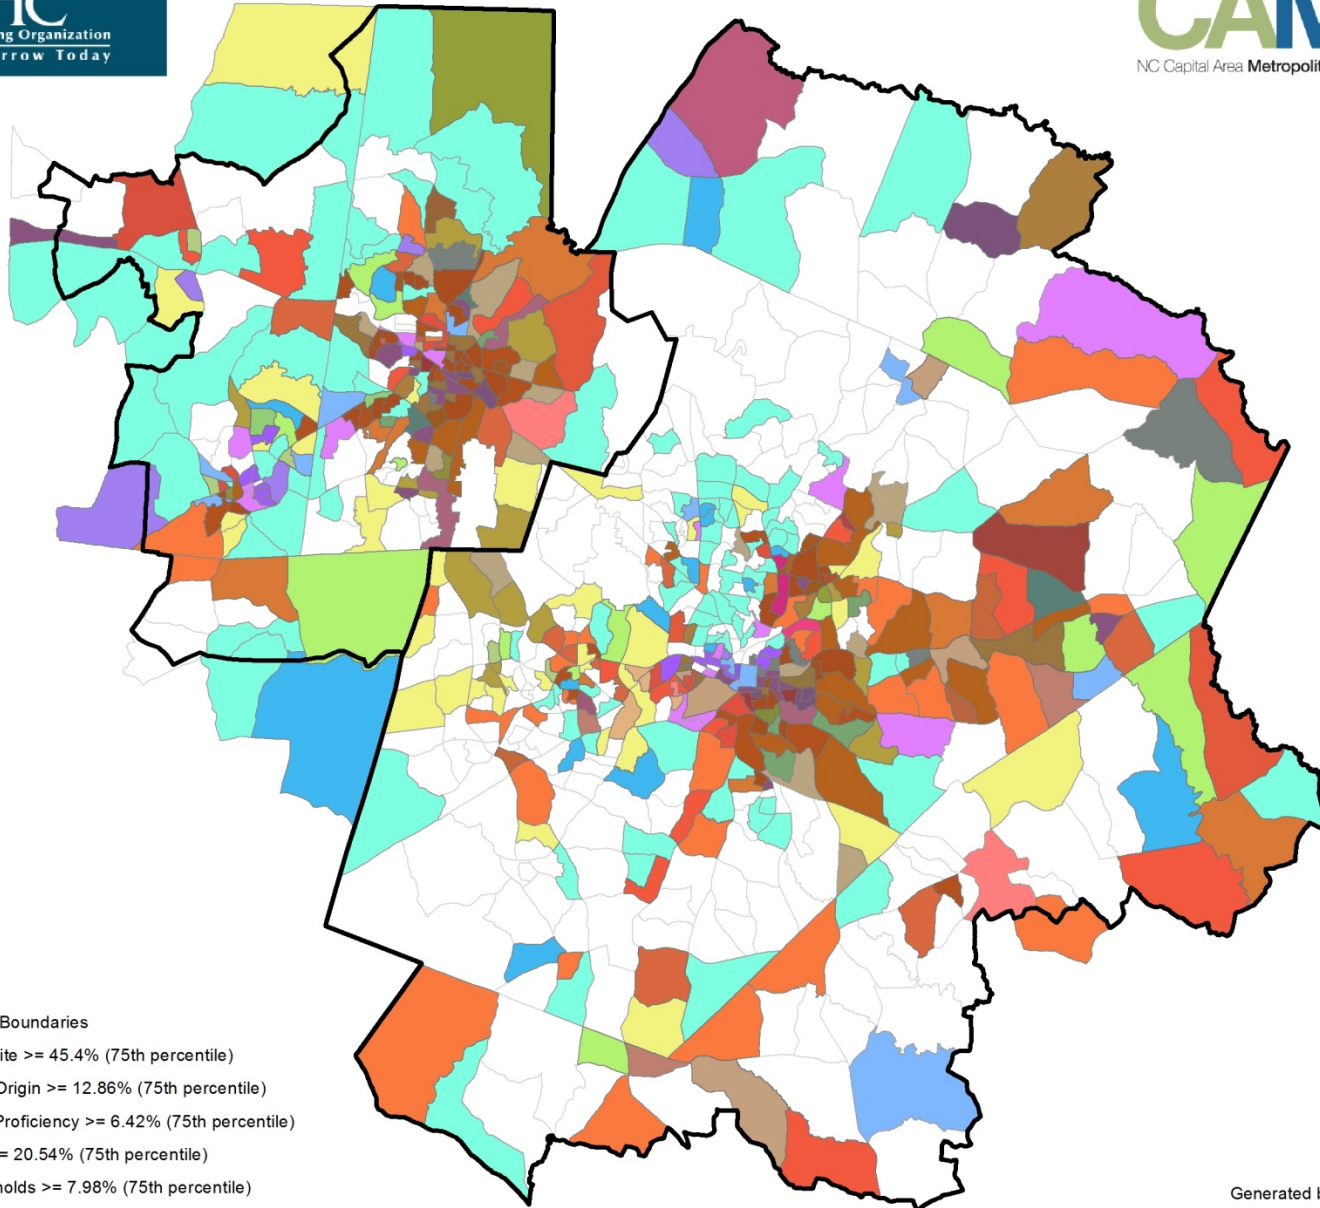 ng Organization
rrow Today
CAM
NC Capital Area Metropolit
Boundaries
ite >= 45.4% (75th percentile)
Origin >= 12.86% (75th percentile)
Proficiency >= 6.42% (75th percentile)
= 20.54% (75th percentile)
holds >= 7.98% (75th percentile)
Generated b